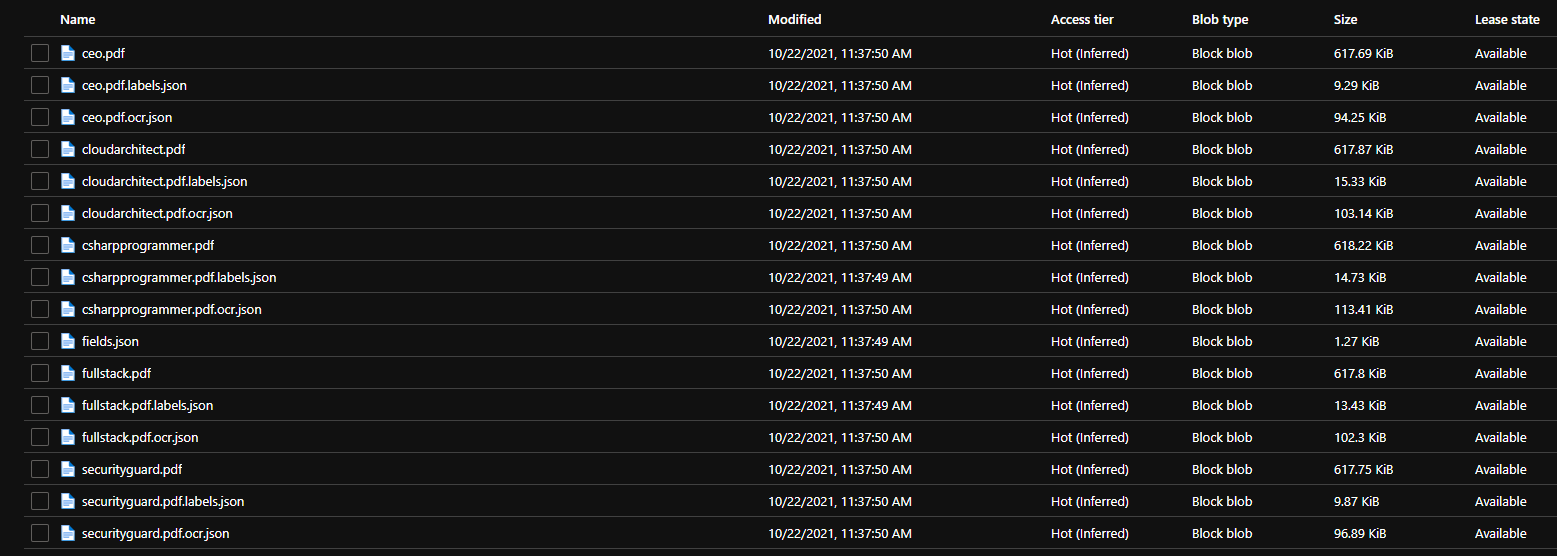 Name Modified Access tier Blob type Size Lease state
ceo.pdf 10/22/2021, 11:37:50 AM Hot (Inferred) Block blob 617.69 KiB Available
ceo.pdf.labels.json 10/22/2021, 11:37:50 AM Hot (Inferred) Block blob 9.29 KiB Available
ceo.pdf.ocr.json 10/22/2021, 11:37:50 AM Hot (Inferred) Block blob 94.25 KiB Available
cloudarchitect.pdf 10/22/2021, 11:37:50 AM Hot (Inferred) Block blob 617.87 KiB Available
cloudarchitect.pdf.labels.json 10/22/2021, 11:37:50 AM Hot (Inferred) Block blob 15.33 KiB Available
cloudarchitect.pdf.ocr.json 10/22/2021, 11:37:50 AM Hot (Inferred) Block blob 103.14 KiB Available
csharpprogrammer.pdf 10/22/2021, 11:37:50 AM Hot (Inferred) Block blob 618.22 KiB Available
csharpprogrammer.pdf.labels.json 10/22/2021, 11:37:49 AM Hot (Inferred) Block blob 14.73 KiB Available
csharpprogrammer.pdf.ocr.json 10/22/2021, 11:37:50 AM Hot (Inferred) Block blob 113.41 KiB Available
fields.json 10/22/2021, 11:37:49 AM Hot (Inferred) Block blob 1.27 KiB Available
fullstack.pdf 10/22/2021, 11:37:50 AM Hot (Inferred) Block blob 617.8 KiB Available
fullstack.pdf.labels.json 10/22/2021, 11:37:49 AM Hot (Inferred) Block blob 13.43 KiB Available
fullstack.pdf.ocr.json 10/22/2021, 11:37:50 AM Hot (Inferred) Block blob 102.3 KiB Available
securityguard.pdf 10/22/2021, 11:37:50 AM Hot (Inferred) Block blob 617.75 KiB Available
securityguard.pdf.labels.json 10/22/2021, 11:37:50 AM Hot (Inferred) Block blob 9.87 KiB Available
securityguard.pdf.ocr.json 10/22/2021, 11:37:50 AM Hot (Inferred) Block blob 96.89 KiB Available